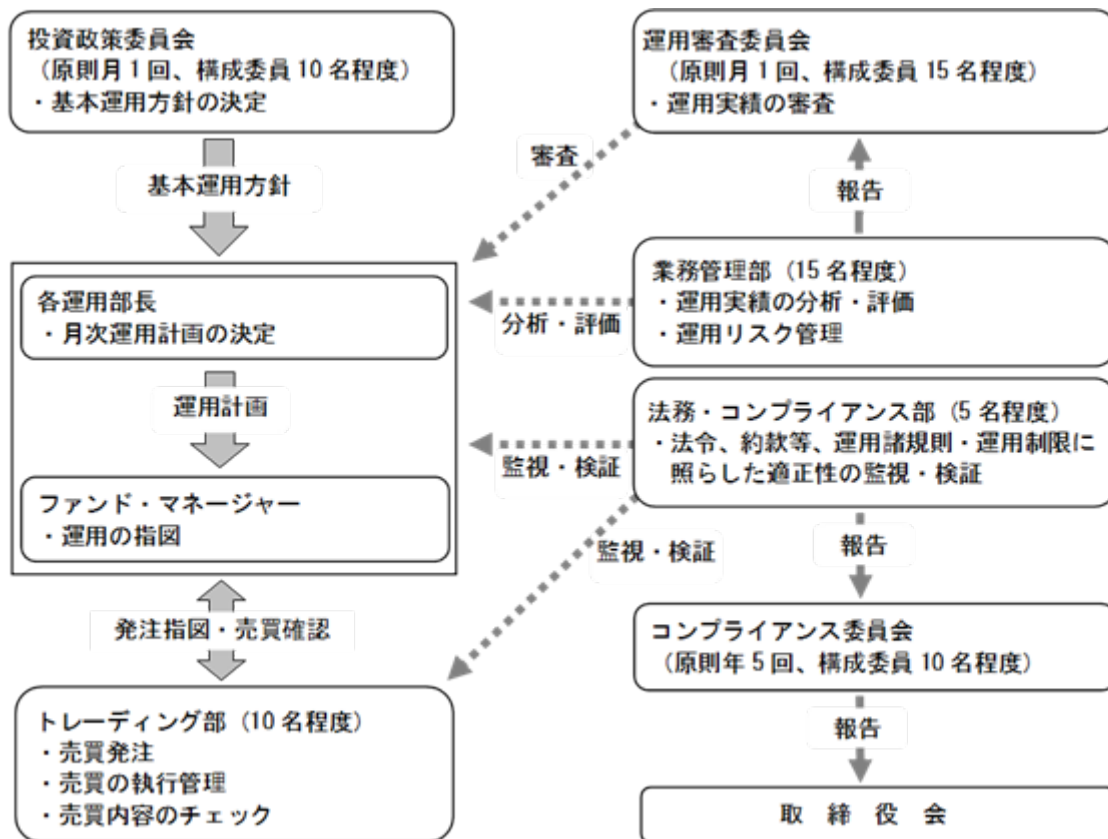 投資政策委員会
（原則月1回、構成委員10名程度）
・基本運用方針の決定
基本運用方針
各運用部長
・月次運用計画の決定
運用計画
ファンド・マネージャー
・運用の指図
発注指図・売買確認
トレーディング部（10名程度）
・売買発注
・売買の執行管理
・売買内容のチェック
運用審査委員会
（原則月1回、構成委員15名程度）
・運用実績の審査
審査
報告
業務管理部（15名程度）
・運用実績の分析・評価
・運用リスク管理
分析・評価
法務・コンプライアンス部（5名程度）
・法令、約款等、運用諸規則・運用制限に
照らした適正性の監視・検証
監視・検証
監視・検証
報告
コンプライアンス委員会
（原則年5回、構成委員10名程度）
報告
取　締　役　会